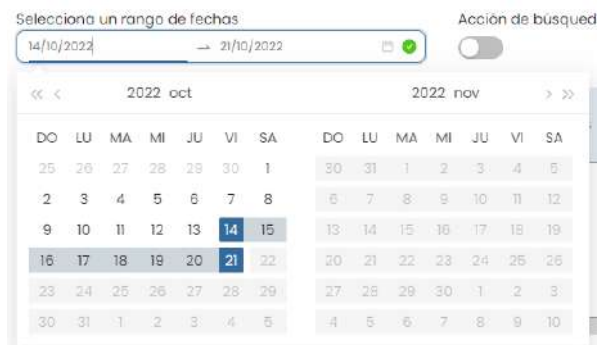 Selecciona un rango de fechas
Acción de búsqued
14/10/2022 → 21/10/2022
<< < 2022 oct
2022 nov > >>
DO LU MA MI JU VI SA
DO LU MA MI JU VI SA
25 26 27 28 29 30 1
30 31 1 2 3 4 5
2 3 4 5 6 7 8
6 7 8 9 10 11 12
9 10 11 12 13 14 15
13 14 15 16 17 18 19
16 17 18 19 20 21 22
20 21 22 23 24 25 26
23 24 25 26 27 28 29
27 28 29 30 1 2 3
30 31 1 2 3 4 5
4 5 6 7 8 9 10